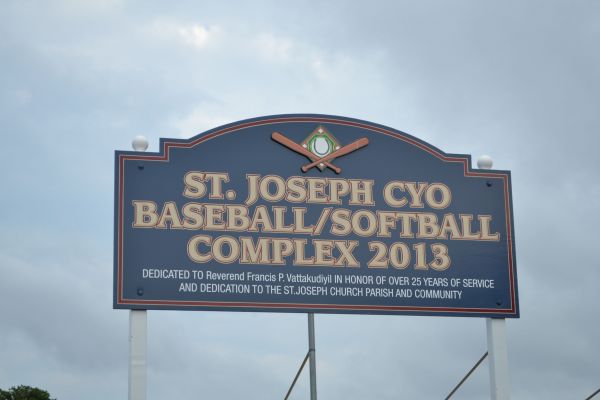 ST. JOSEPH CYO
BASEBALL/SOFTBALL
COMPLEX 2013
DEDICATED TO Reverend Francis P. Vattakudiyil IN HONOR OF OVER 25 YEARS OF SERVICE
AND DEDICATION TO THE ST.JOSEPH CHURCH PARISH AND COMMUNITY